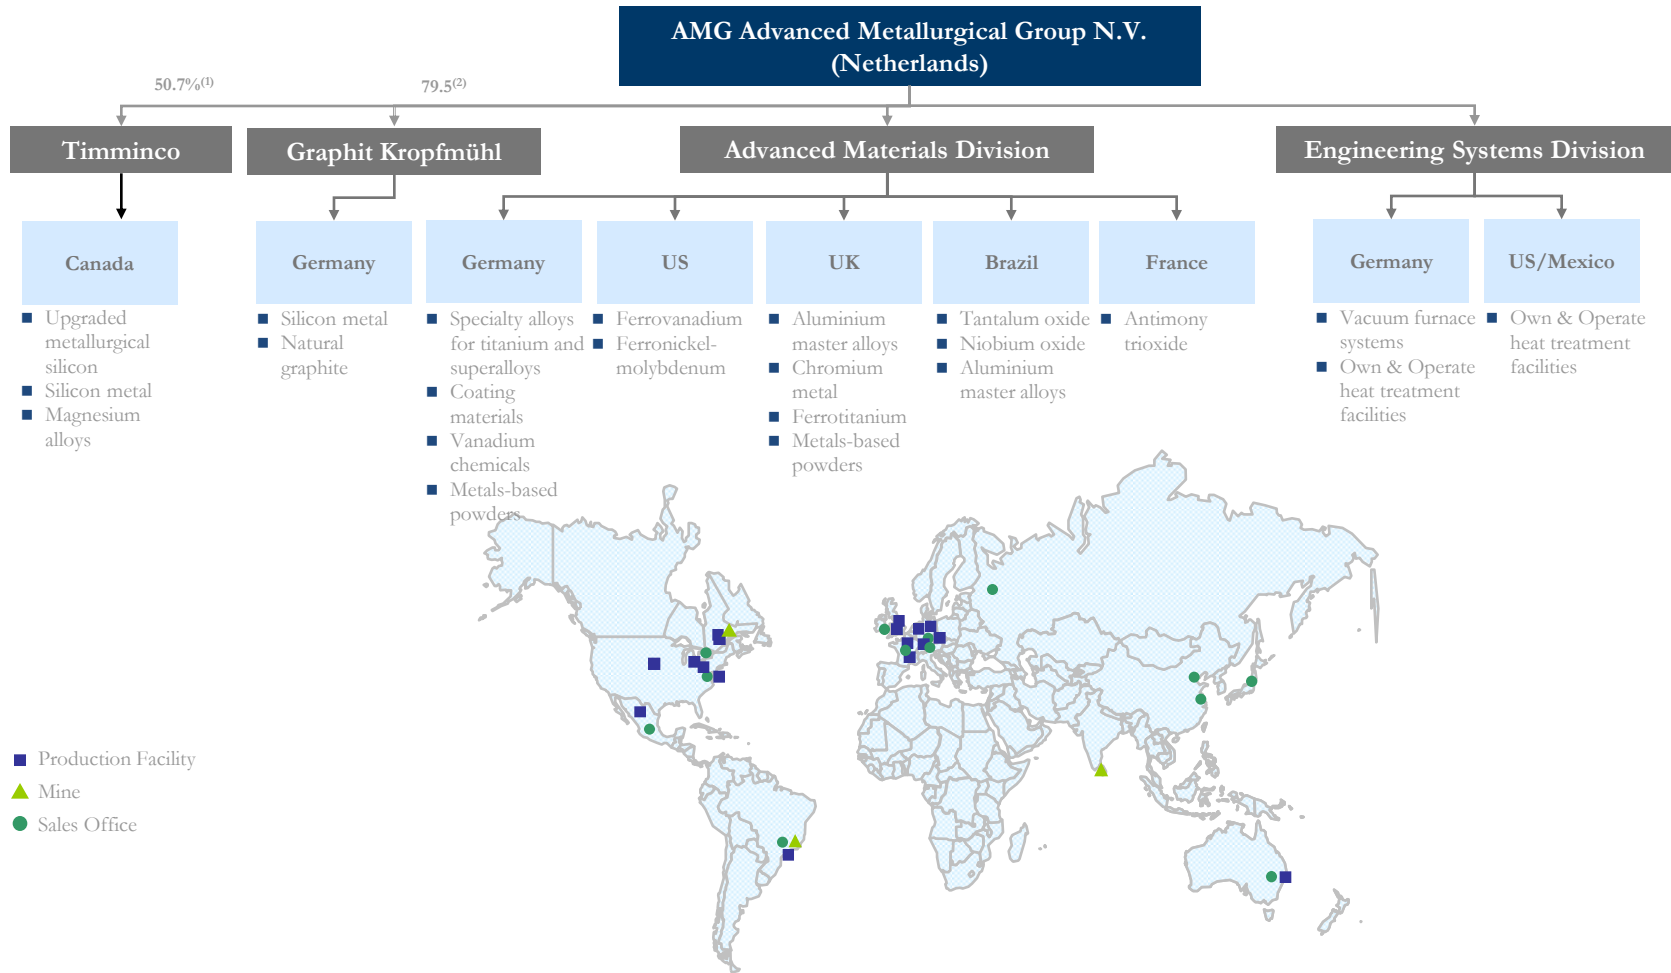 AMG Advanced Metallurgical Group N.V.
(Netherlands)
50.7%(1)
79.5(2)
Timminco
Graphit Kropfmühl
Advanced Materials Division
Engineering Systems Division
Canada
Germany
Germany
US
UK
Brazil
France
Germany
US/Mexico
Upgraded
metallurgical
silicon
Silicon metal
Magnesium
alloys
Silicon metal
Natural
graphite
Specialty alloys
for titanium and
superalloys
Coating
materials
Vanadium
chemicals
Metals-based
powders
Ferrovanadium
Ferronickel-
molybdenum
Aluminium
master alloys
Chromium
metal
Ferrotitanium
Metals-based
powders
Tantalum oxide
Niobium oxide
Aluminium
master alloys
Antimony
trioxide
Vacuum furnace
systems
Own & Operate
heat treatment
facilities
Own & Operate
heat treatment
facilities
Production Facility
Mine
Sales Office